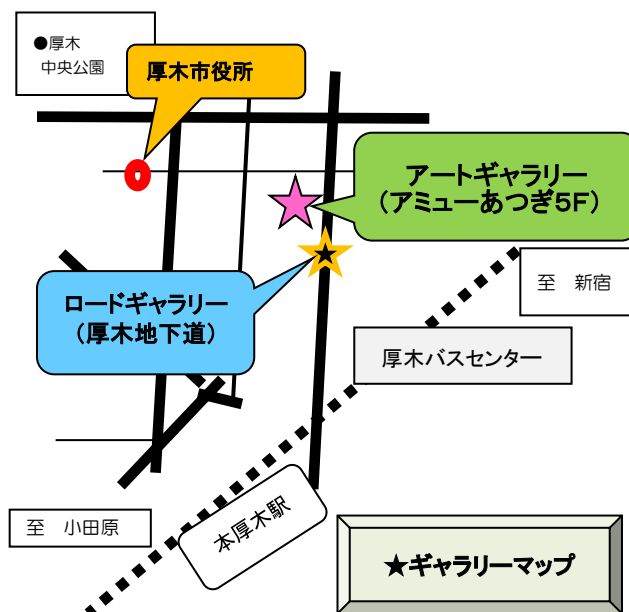 ●厚木
中央公園
厚木市役所
アートギャラリー
(アミューあつぎ5F)
ロードギャラリー
(厚木地下道)
至　新宿
厚木バスセンター
本厚木駅
至　小田原
★ギャラリーマップ